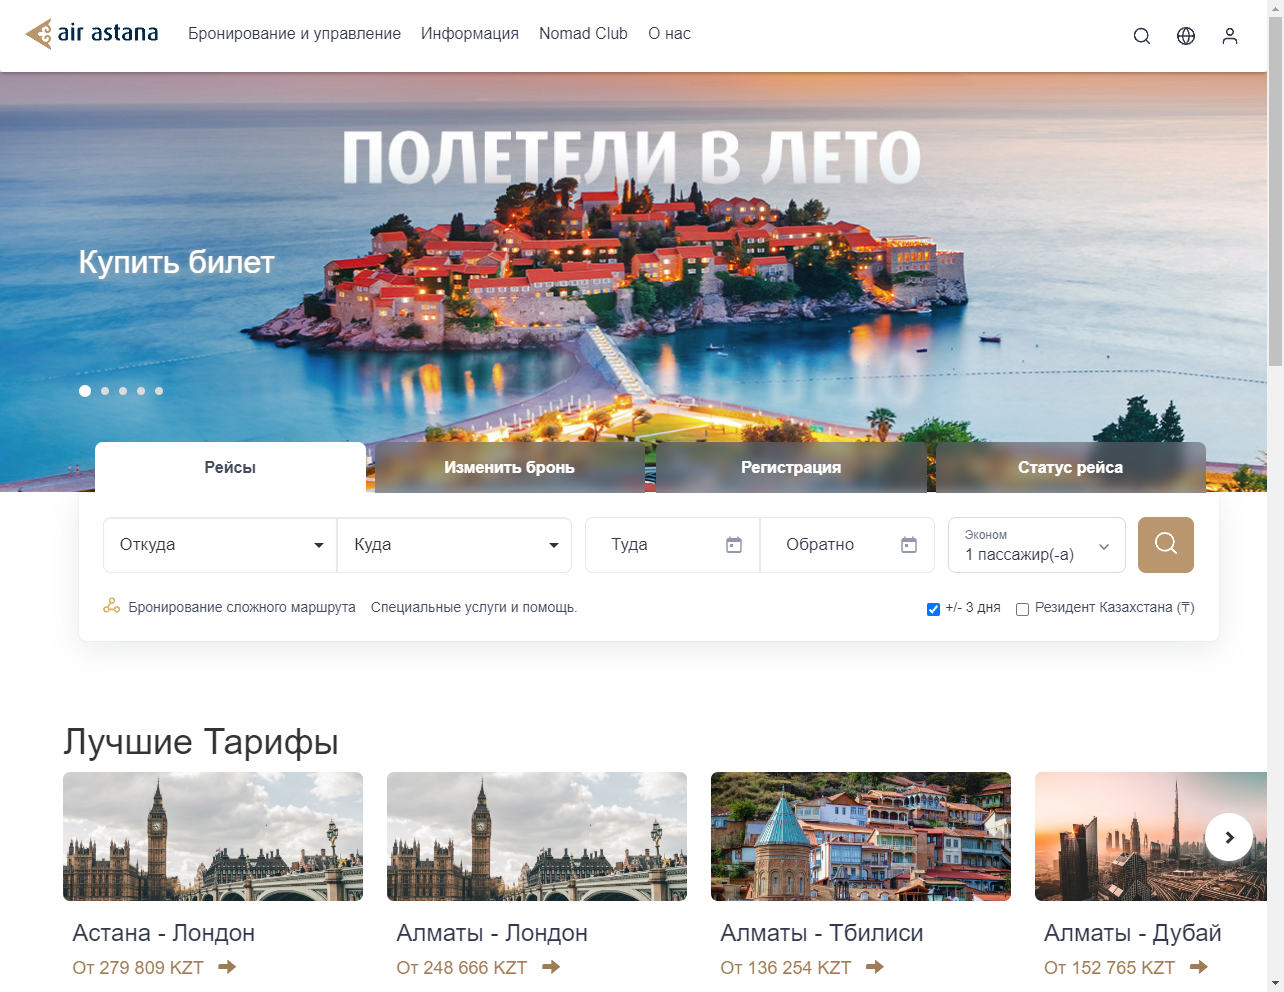 air astana
Бронирование и управление
Информация
Nomad Club
О нас
ПОЛЕТЕЛИ В ЛЕТО
Купить билет
Рейсы
Изменить бронь
Регистрация
Статус рейса
Откуда
Куда
Туда
Обратно
Эконом
1 пассажир(-а)
Бронирование сложного маршрута
Специальные услуги и помощь.
+/- 3 дня
Резидент Казахстана (₸)
Лучшие Тарифы
Астана - Лондон
От 279 809 KZT
Алматы - Лондон
От 248 666 KZT
Алматы - Тбилиси
От 136 254 KZT
Алматы - Дубай
От 152 765 KZT